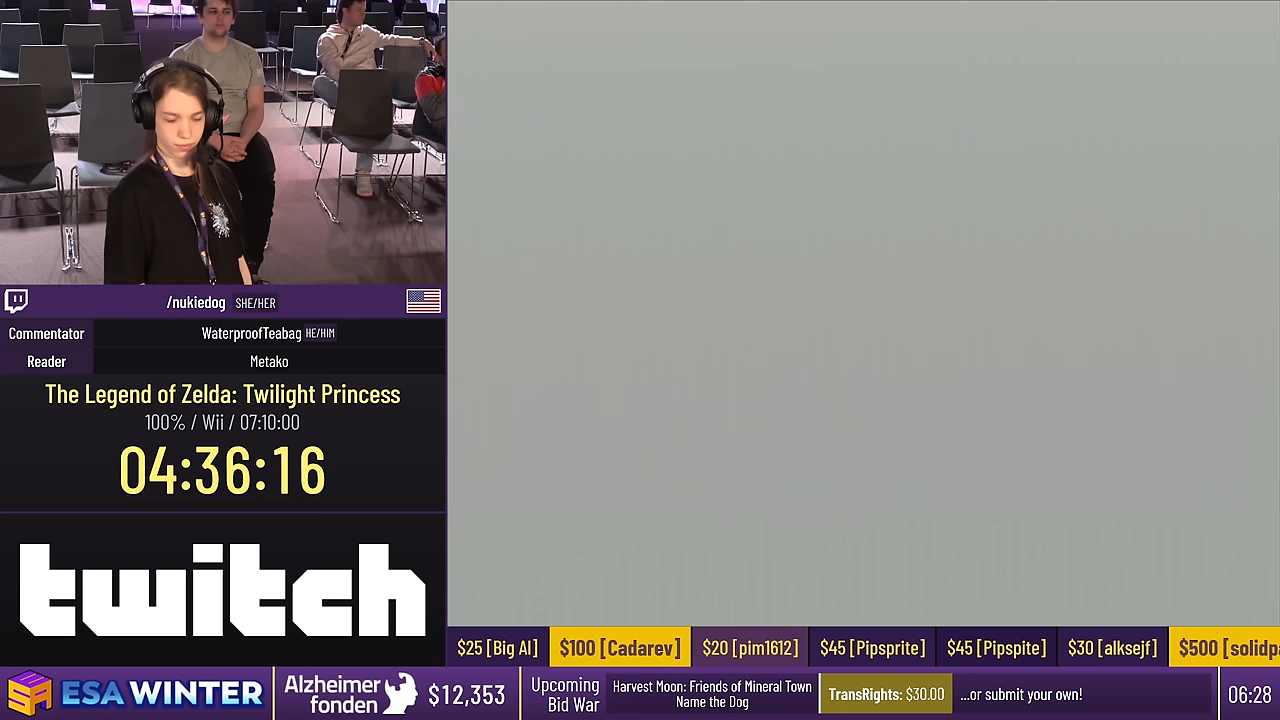 /nukiedog SHE/HER
Commentator WaterproofTeabag HE/HIM
Reader Metako
The Legend of Zelda: Twilight Princess
100% / Wii / 07:10:00
04:36:16
twitch
$25 [Big Al] $100 [Cadarev] $20 [pim1612] $45 [Pipsprite] $45 [Pipspite] $30 [alksejf] $500 [solidp
ESA WINTER
Alzheimer
fonden
$12,353
Upcoming
Bid War
Harvest Moon: Friends of Mineral Town
Name the Dog
TransRights: $30.00
...or submit your own!
06:28